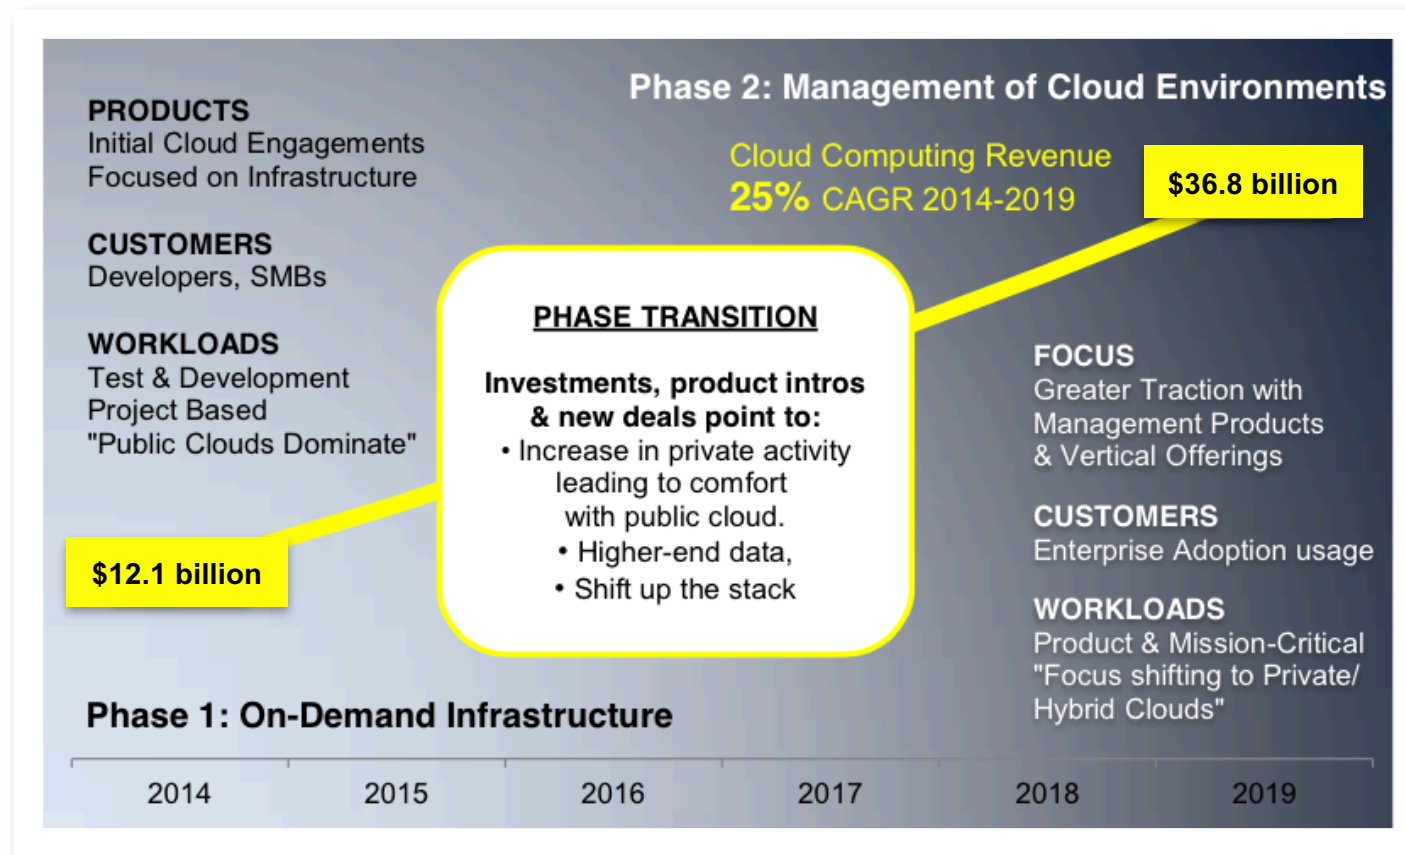 Phase 2: Management of Cloud Environments
PRODUCTS
Initial Cloud Engagements
Focused on Infrastructure
CUSTOMERS
Developers, SMBs
WORKLOADS
Test & Development
Project Based
"Public Clouds Dominate"
$12.1 billion
Cloud Computing Revenue
25% CAGR 2014-2019
$36.8 billion
PHASE TRANSITION
Investments, product intros
& new deals point to:
• Increase in private activity
leading to comfort
with public cloud.
• Higher-end data,
• Shift up the stack
FOCUS
Greater Traction with
Management Products
& Vertical Offerings
CUSTOMERS
Enterprise Adoption usage
WORKLOADS
Product & Mission-Critical
"Focus shifting to Private/
Hybrid Clouds"
Phase 1: On-Demand Infrastructure
2014 2015 2016 2017 2018 2019